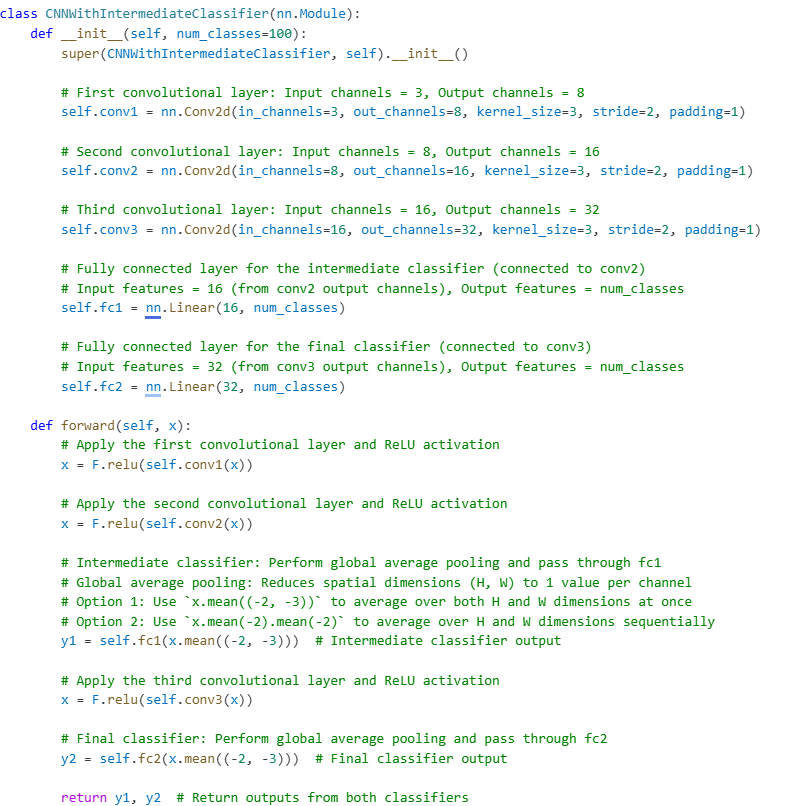 class CNNWithIntermediateClassifier(nn.Module):
    def __init__(self, num_classes=100):
        super(CNNWithIntermediateClassifier, self).__init__()

        # First convolutional layer: Input channels = 3, Output channels = 8
        self.conv1 = nn.Conv2d(in_channels=3, out_channels=8, kernel_size=3, stride=2, padding=1)

        # Second convolutional layer: Input channels = 8, Output channels = 16
        self.conv2 = nn.Conv2d(in_channels=8, out_channels=16, kernel_size=3, stride=2, padding=1)

        # Third convolutional layer: Input channels = 16, Output channels = 32
        self.conv3 = nn.Conv2d(in_channels=16, out_channels=32, kernel_size=3, stride=2, padding=1)

        # Fully connected layer for the intermediate classifier (connected to conv2)
        # Input features = 16 (from conv2 output channels), Output features = num_classes
        self.fc1 = nn.Linear(16, num_classes)

        # Fully connected layer for the final classifier (connected to conv3)
        # Input features = 32 (from conv3 output channels), Output features = num_classes
        self.fc2 = nn.Linear(32, num_classes)

    def forward(self, x):
        # Apply the first convolutional layer and ReLU activation
        x = F.relu(self.conv1(x))

        # Apply the second convolutional layer and ReLU activation
        x = F.relu(self.conv2(x))

        # Intermediate classifier: Perform global average pooling and pass through fc1
        # Global average pooling: Reduces spatial dimensions (H, W) to 1 value per channel
        # Option 1: Use `x.mean((-2, -3))` to average over both H and W dimensions at once
        # Option 2: Use `x.mean(-2).mean(-2)` to average over H and W dimensions sequentially
        y1 = self.fc1(x.mean((-2, -3)))  # Intermediate classifier output

        # Apply the third convolutional layer and ReLU activation
        x = F.relu(self.conv3(x))

        # Final classifier: Perform global average pooling and pass through fc2
        y2 = self.fc2(x.mean((-2, -3)))  # Final classifier output

        return y1, y2  # Return outputs from both classifiers